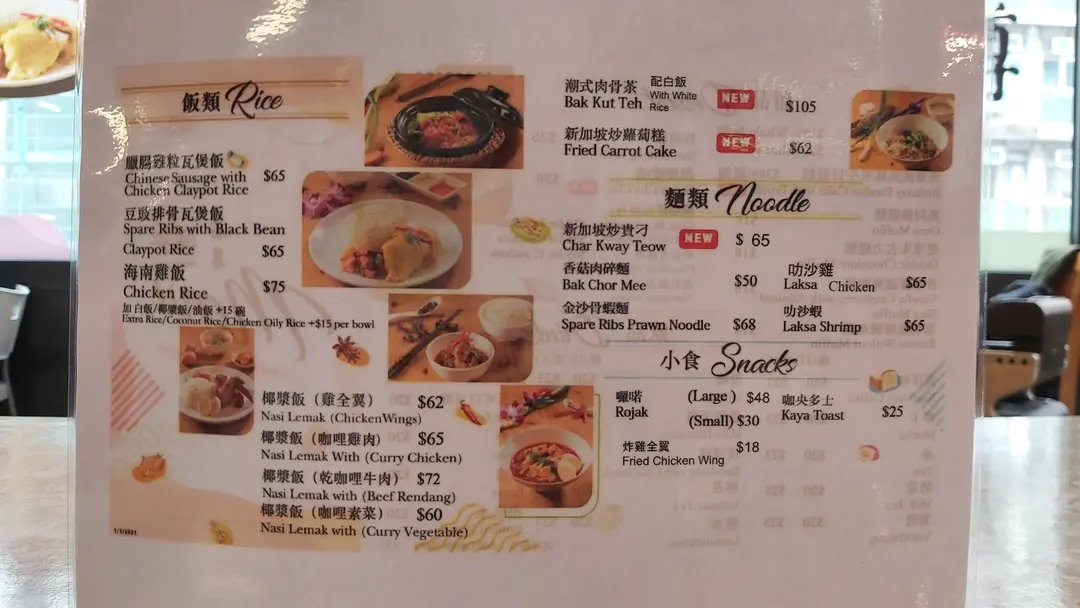 飯類 Rice
臘腸雞粒瓦煲飯
Chinese Sausage with
Chicken Claypot Rice $65
豆豉排骨瓦煲飯
Spare Ribs with Black Bean
Claypot Rice $65
海南雞飯
Chicken Rice $75
加白飯/椰漿飯/油飯 +15 碗
Extra Rice/Coconut Rice/Chicken Oily Rice +$15 per bowl
椰漿飯（雞全翼） $62
Nasi Lemak (ChickenWings)
椰漿飯（咖哩雞肉） $65
Nasi Lemak With (Curry Chicken)
椰漿飯（乾咖哩牛肉） $72
Nasi Lemak with (Beef Rendang)
椰漿飯（咖哩素菜） $60
Nasi Lemak with (Curry Vegetable)
1/1/2021
潮式肉骨茶 配白飯
Bak Kut Teh With White Rice NEW $105
新加坡炒蘿蔔糕
Fried Carrot Cake NEW $62
麵類 Noodle
新加坡炒貴刁
Char Kway Teow NEW $ 65
香菇肉碎麵
Bak Chor Mee $50
叻沙雞
Laksa Chicken $65
金沙骨蝦麵
Spare Ribs Prawn Noodle $68
叻沙蝦
Laksa Shrimp $65
小食 Snacks
囉喏 (Large ) $48
Rojak (Small) $30
咖央多士
Kaya Toast $25
炸雞全翼 $18
Fried Chicken Wing